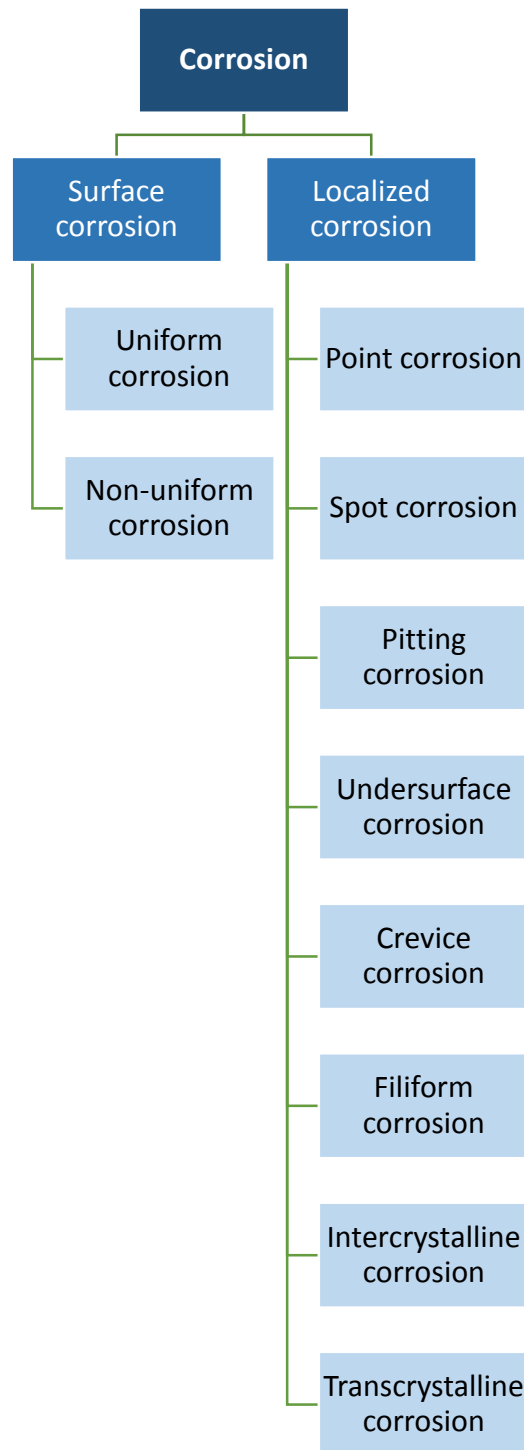 Corrosion
Surface
corrosion
Localized
corrosion
Uniform
corrosion
Non-uniform
corrosion
Point corrosion
Spot corrosion
Pitting
corrosion
Undersurface
corrosion
Crevice
corrosion
Filiform
corrosion
Intercrystalline
corrosion
Transcrystalline
corrosion